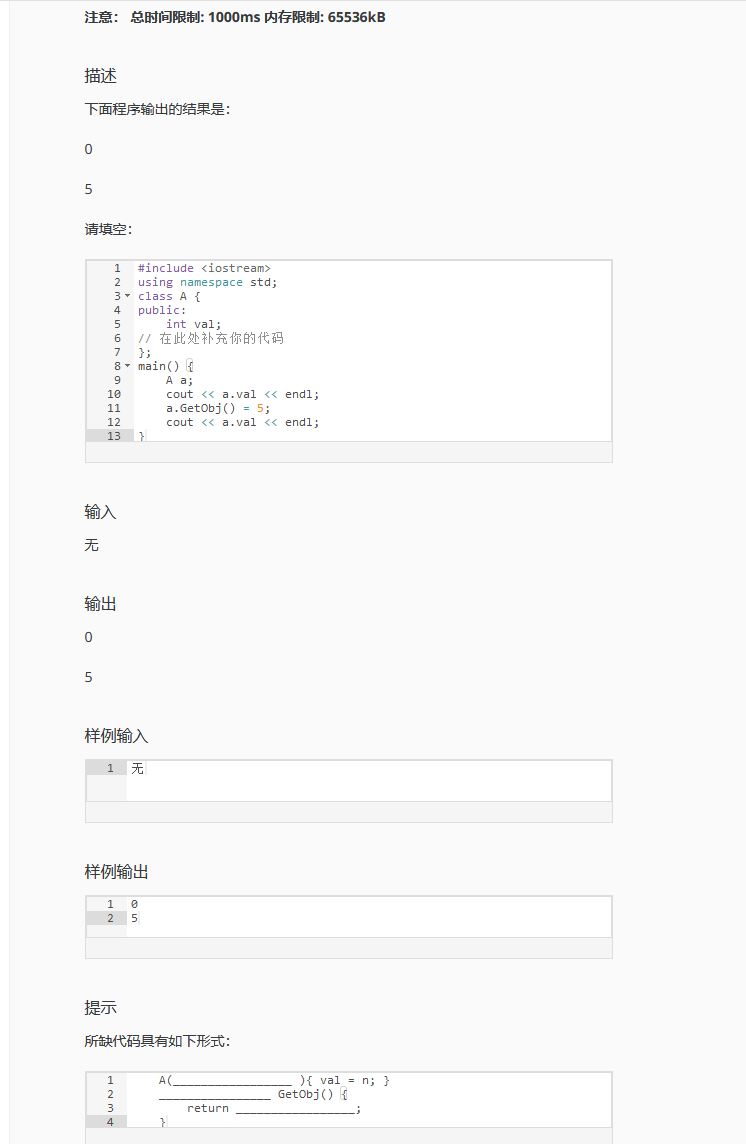 注意： 总时间限制: 1000ms 内存限制: 65536kB
描述
下面程序输出的结果是：
0
5
请填空：
1 #include <iostream>
2 using namespace std;
3 class A {
4 public:
5     int val;
6 // 在此处补充你的代码
7 };
8 main() {
9     A a;
10     cout << a.val << endl;
11     a.GetObj() = 5;
12     cout << a.val << endl;
13 }
输入
无
输出
0
5
样例输入
1 无
样例输出
1 0
2 5
提示
所缺代码具有如下形式：
1     A(_________________ ){ val = n; }
2     ________________ GetObj() {
3         return _________________;
4     }